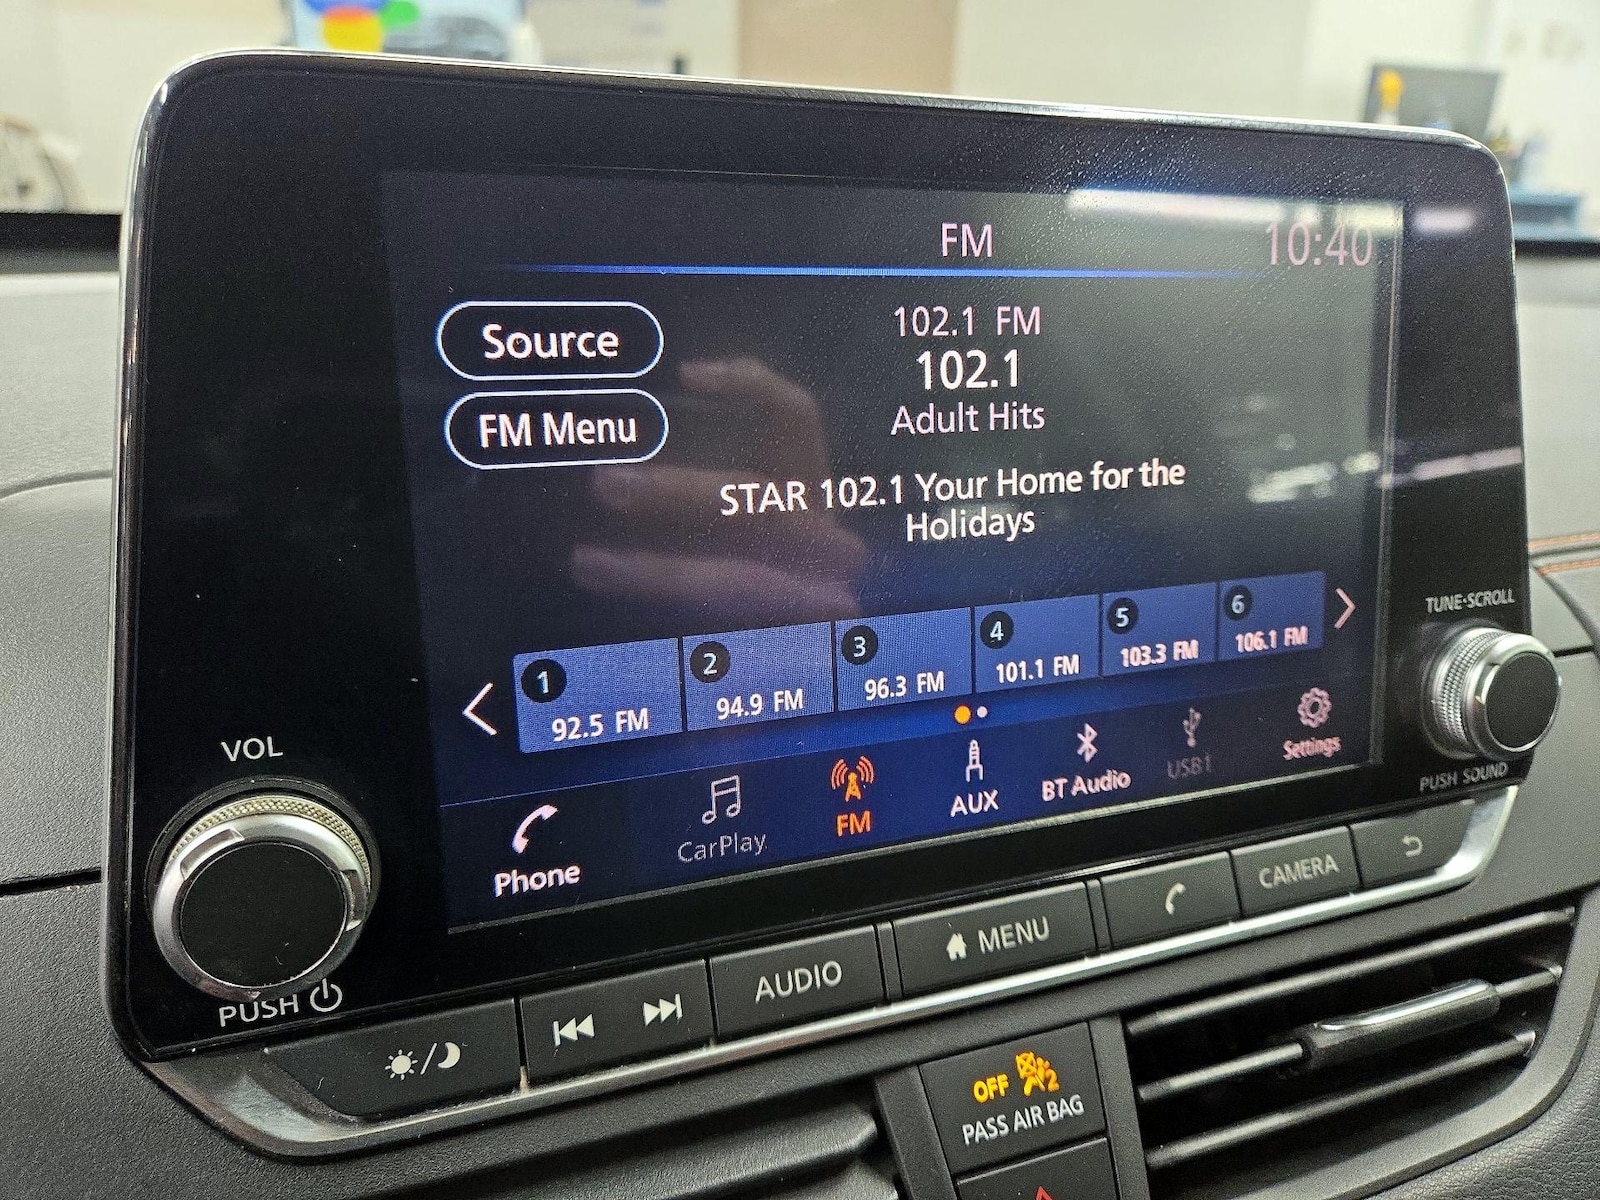 FM
10:40
Source
FM Menu
102.1 FM
102.1
Adult Hits
STAR 102.1 Your Home for the
Holidays
1
92.5 FM
2
94.9 FM
3
96.3 FM
4
101.1 FM
5
103.3 FM
6
106.1 FM
Phone
CarPlay
FM
AUX
BT Audio
USB1
Settings
VOL
PUSH
TUNE·SCROLL
PUSH SOUND
AUDIO
MENU
CAMERA
OFF
2
PASS AIR BAG